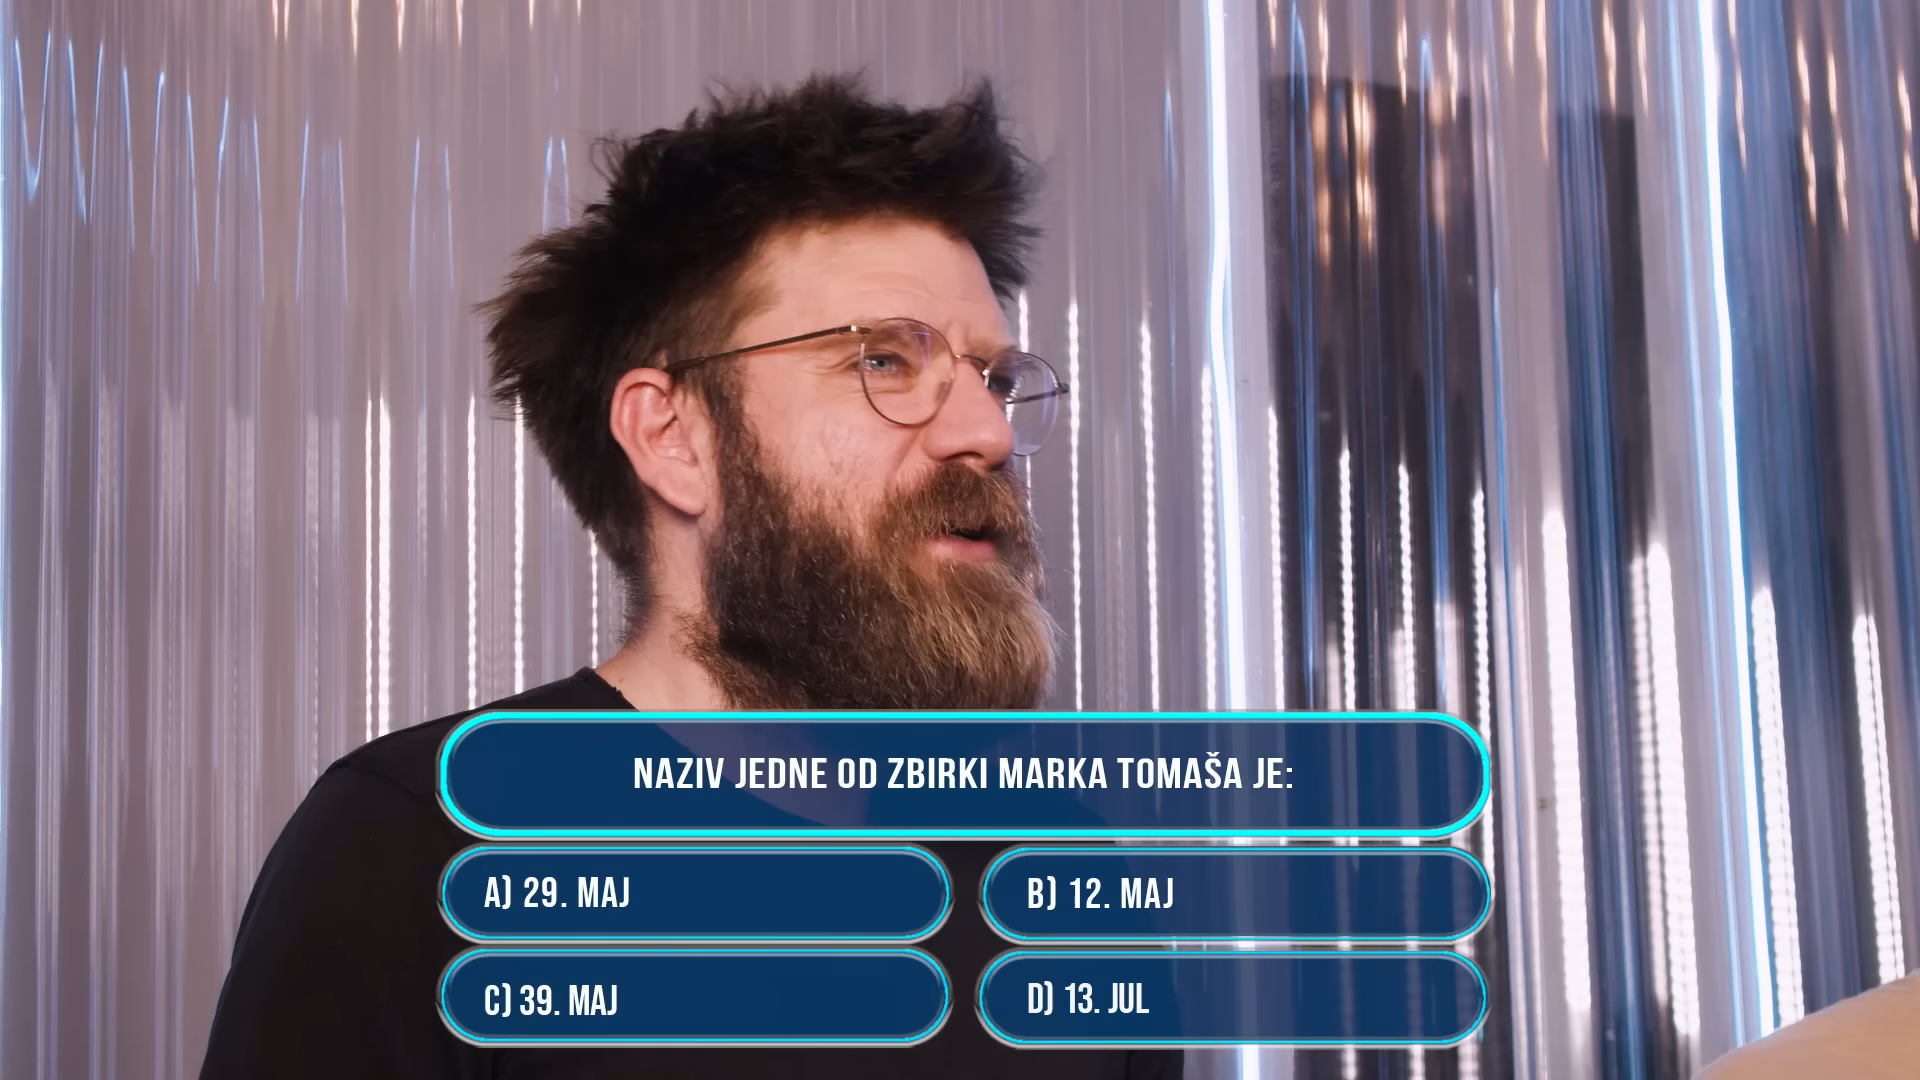 NAZIV JEDNE OD ZBIRKI MARKA TOMAŠA JE:
A) 29. MAJ
B) 12. MAJ
C) 39. MAJ
D) 13. JUL